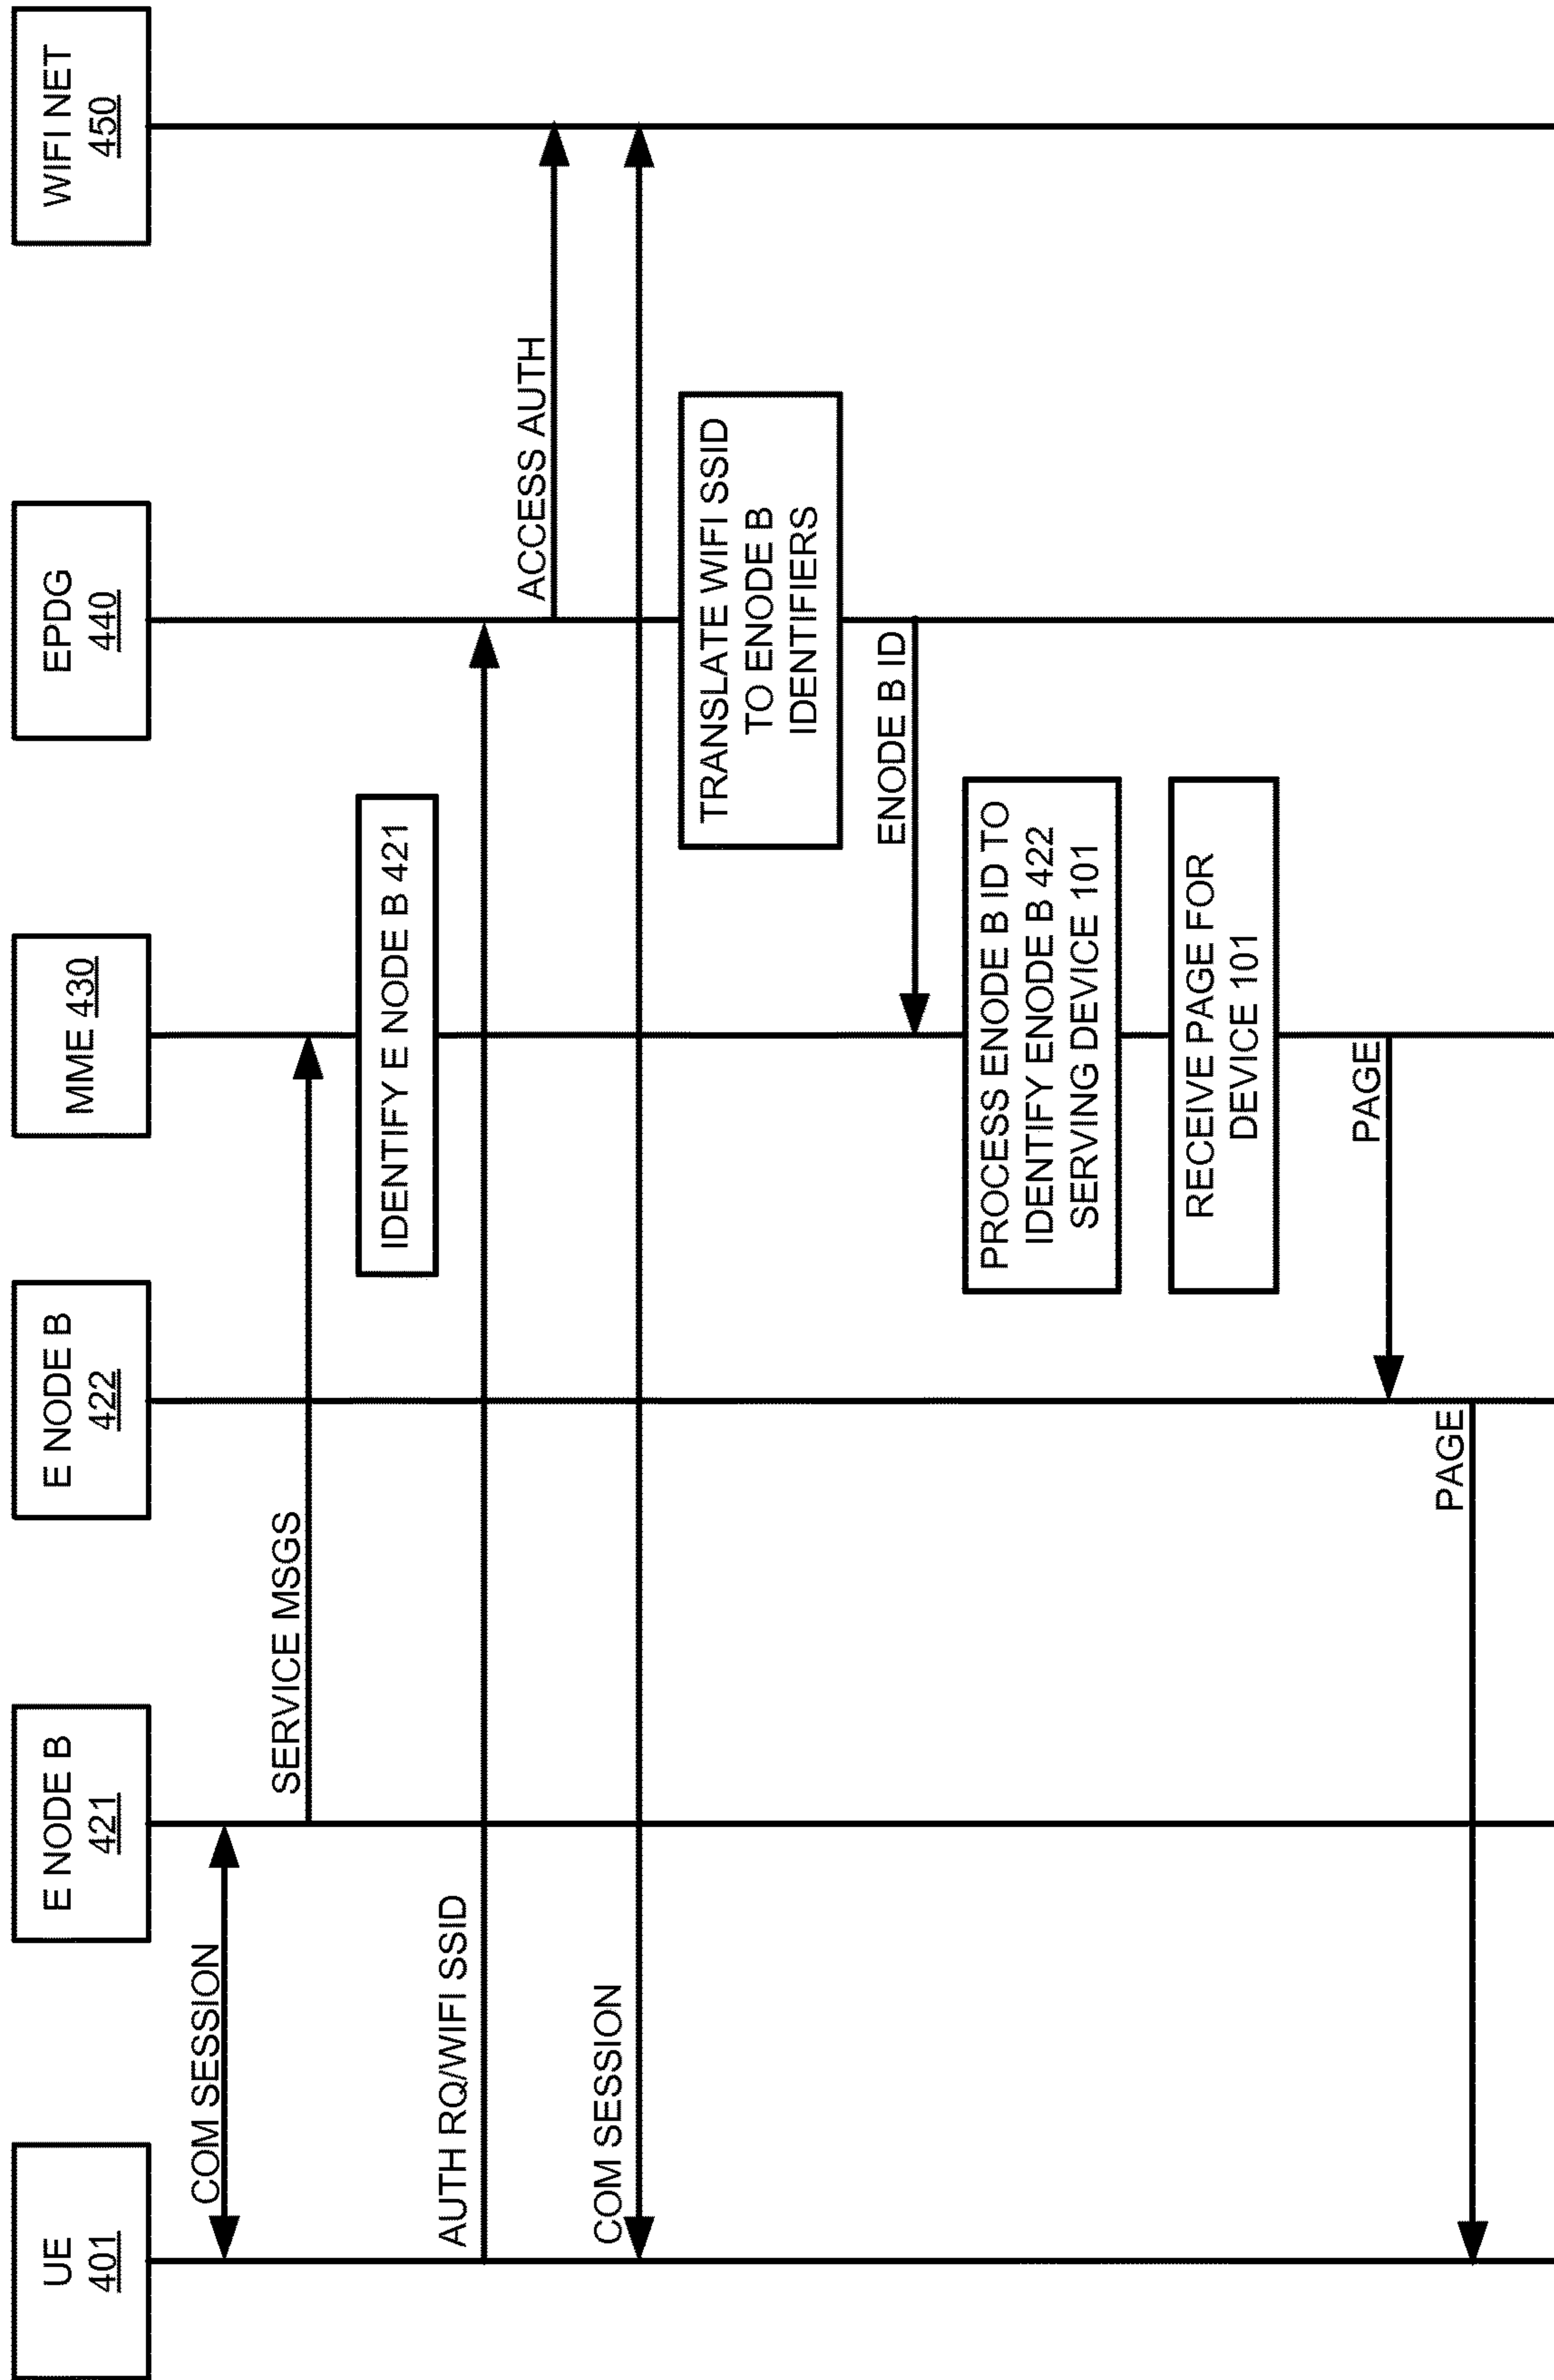 UE
401
E NODE B
421
E NODE B
422
MME 430
EPDG
440
WIFI NET
450
COM SESSION
SERVICE MSGS
IDENTIFY E NODE B 421
AUTH RQ/WIFI SSID
ACCESS AUTH
COM SESSION
TRANSLATE WIFI SSID
TO ENODE B
IDENTIFIERS
ENODE B ID
PROCESS ENODE B ID TO
IDENTIFY ENODE B 422
SERVING DEVICE 101
RECEIVE PAGE FOR
DEVICE 101
PAGE
PAGE